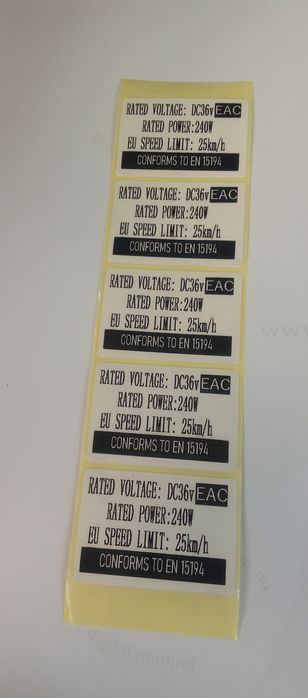 RATED VOLTAGE: DC36v EAC
RATED POWER:240W
EU SPEED LIMIT: 25km/h
CONFORMS TO EN 15194
RATED VOLTAGE: DC36v EAC
RATED POWER:240W
EU SPEED LIMIT: 25km/h
CONFORMS TO EN 15194
RATED VOLTAGE: DC36v EAC
RATED POWER:240W
EU SPEED LIMIT: 25km/h
CONFORMS TO EN 15194
WW
RATED VOLTAGE: DC36v EAC
RATED POWER:240W
EU SPEED LIMIT: 25km/h
CONFORMS TO EN 15194
RATED VOLTAGE: DC36v EAC
RATED POWER:240W
EU SPEED LIMIT: 25km/h
CONFORMS TO EN 15194
digital printing